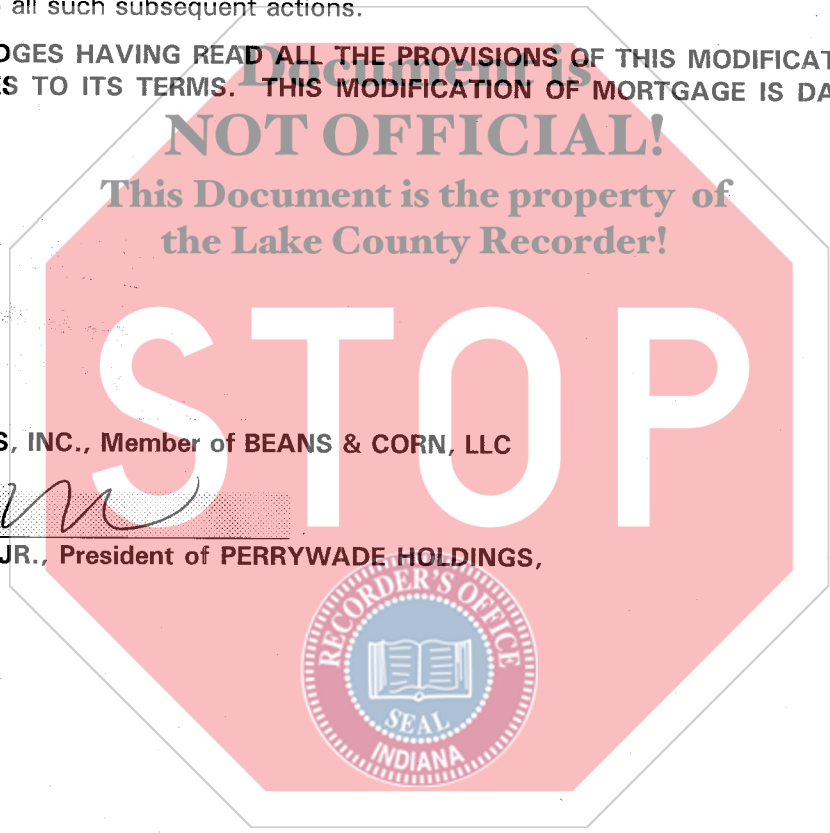 all such subsequent actions.
DGES HAVING READ ALL THE PROVISIONS OF THIS MODIFICAT
ES TO ITS TERMS. THIS MODIFICATION OF MORTGAGE IS DA
Document is
NOT OFFICIAL!
This Document is the property of
the Lake County Recorder!
STOP
S, INC., Member of BEANS & CORN, LLC
JR., President of PERRYWADE HOLDINGS,
RECORDER'S OFFICE
SEAL
INDIANA